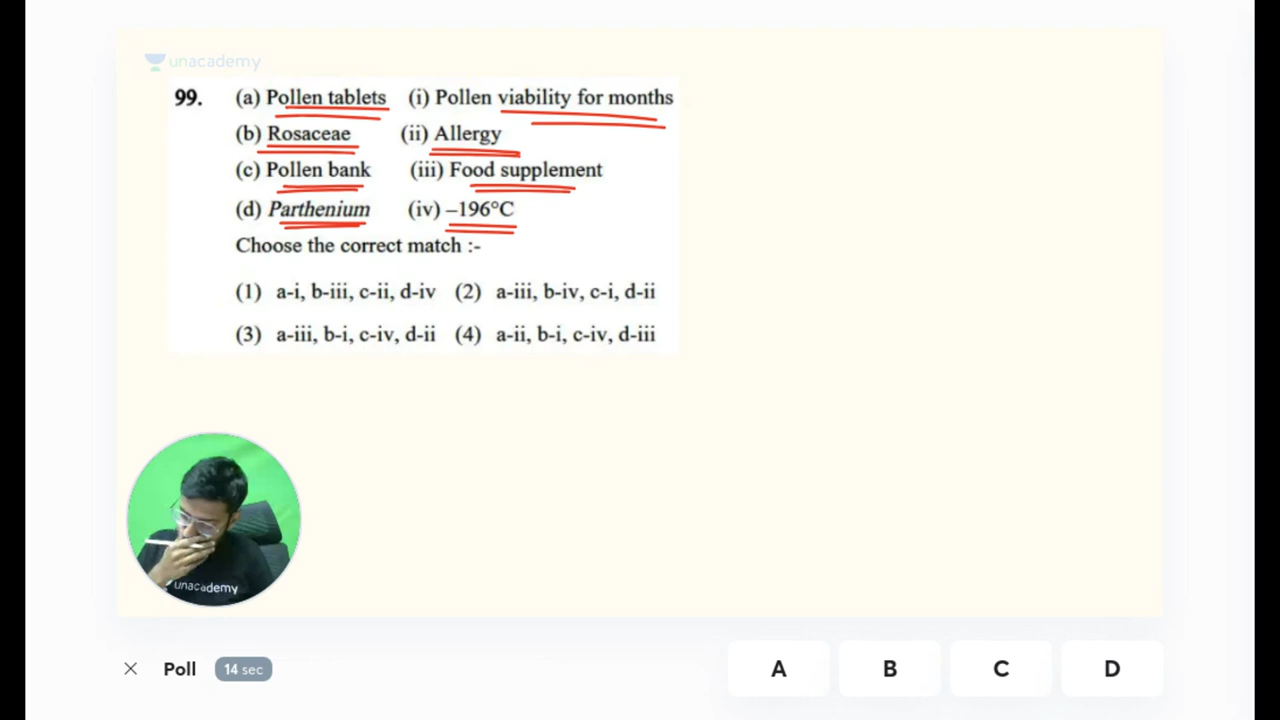 unacademy
99. (a) Pollen tablets (i) Pollen viability for months
(b) Rosaceae (ii) Allergy
(c) Pollen bank (iii) Food supplement
(d) Parthenium (iv) –196°C
Choose the correct match :-
(1) a-i, b-iii, c-ii, d-iv (2) a-iii, b-iv, c-i, d-ii
(3) a-iii, b-i, c-iv, d-ii (4) a-ii, b-i, c-iv, d-iii
unacademy
Poll 14 sec A B C D